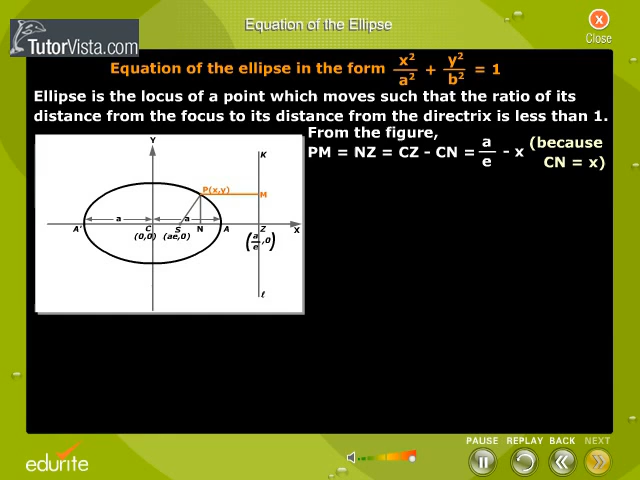 Equation of the Ellipse
Close
TutorVista.com
Equation of the ellipse in the form x²/a² + y²/b² = 1
Ellipse is the locus of a point which moves such that the ratio of its
distance from the focus to its distance from the directrix is less than 1.
From the figure,
PM = NZ = CZ - CN = a/e - x (because
CN = x)
Y
K
P(x,y)
M
a
a
A'
C
S
N
A
Z
X
(0,0)
(ae,0)
(a/e ,0)
ℓ
PAUSE
REPLAY
BACK
NEXT
edurite